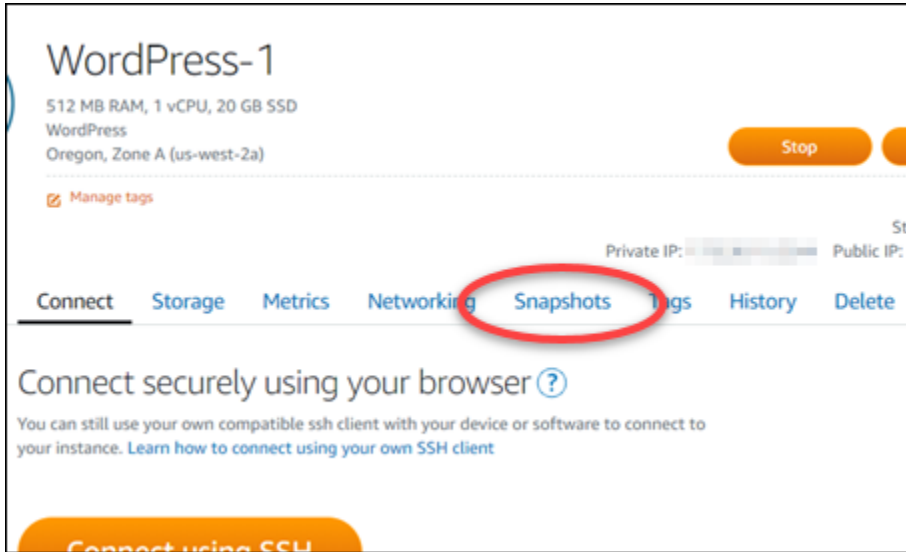 WordPress-1
512 MB RAM, 1 vCPU, 20 GB SSD
WordPress
Oregon, Zone A (us-west-2a)
Stop
Manage tags
St
Private IP: Public IP:
Connect Storage Metrics Networking Snapshots Tags History Delete
Connect securely using your browser ?
You can still use your own compatible ssh client with your device or software to connect to
your instance. Learn how to connect using your own SSH client
Connect using SSH